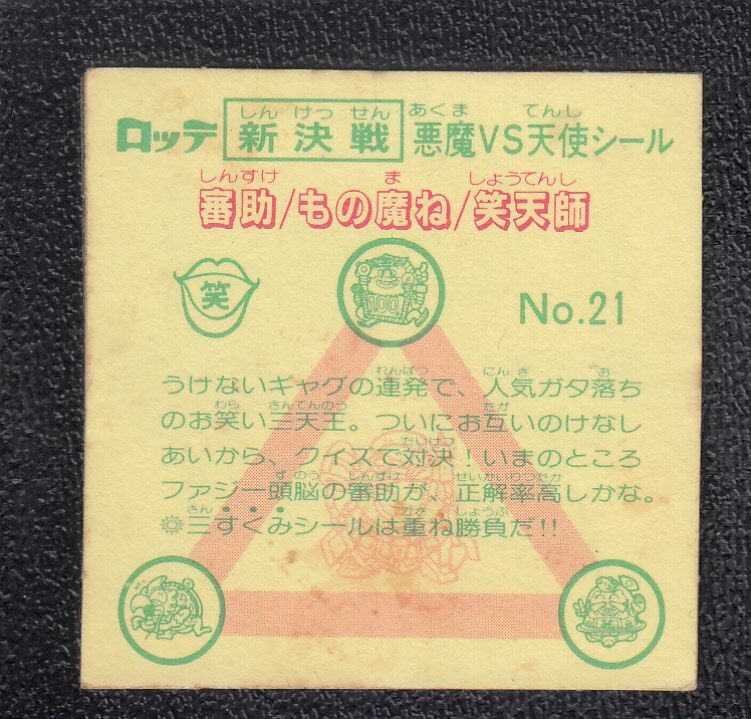 しん けつ せん あくま てんし
ロッテ 新決戦 悪魔VS天使シール
しんすけ ま しょうてんし
審助/もの魔ね/笑天師
笑
100
No.21
れんぱつ にんき お
うけないギャグの連発で、人気ガタ落ち
わら さんてんのう たが
のお笑い三天王。ついにお互いのけなし
たいけつ
あいから、クイズで対決!いまのところ
ずのう しんすけ せいかいりつたか
ファジー頭脳の審助が、正解率高しかな。
さん かさ しょうぶ
三すくみシールは重ね勝負だ!!